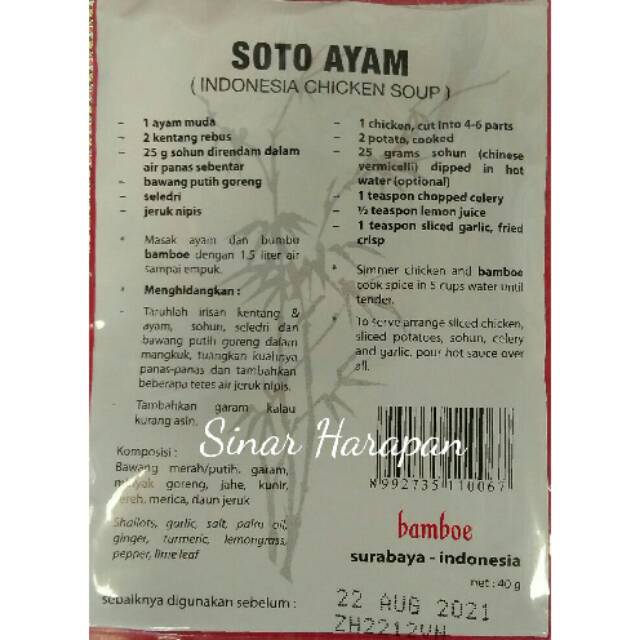 SOTO AYAM
( INDONESIA CHICKEN SOUP )
- 1 ayam muda
- 2 kentang rebus
- 25 g sohun direndam dalam
air panas sebentar
- bawang putih goreng
- seledri
- jeruk nipis
* Masak ayam dan bumbu
bamboe dengan 1.5 liter air
sampai empuk.
* Menghidangkan :
- Taruhlah irisan kentang &
ayam, sohun, seledri dan
bawang putih goreng dalam
mangkuk, tuangkan kuahnya
panas-panas dan tambahkan
beberapa tetes air jeruk nipis.
- Tambahkan garam kalau
kurang asin.
Komposisi :
Bawang merah/putih, garam,
minyak goreng, jahe, kunir,
sereh, merica, daun jeruk
Shallots, garlic, salt, palm oil,
ginger, turmeric, lemongrass,
pepper, lime leaf
- 1 chicken, cut into 4-6 parts
- 2 potato, cooked
- 25 grams sohun (chinese
vermicelli) dipped in hot
water (optional)
- 1 teaspon chopped celery
- ½ teaspon lemon juice
- 1 teaspon sliced garlic, fried
crisp
* Simmer chicken and bamboe
cook spice in 5 cups water until
tender.
* To serve arrange sliced chicken,
sliced potatoes, sohun, celery
and garlic, pour hot sauce over
all.
Sinar Harapan
8 992735 110067
bamboe
surabaya - indonesia
net : 40 g
sebaiknya digunakan sebelum :
22 AUG 2021
ZH2212VN